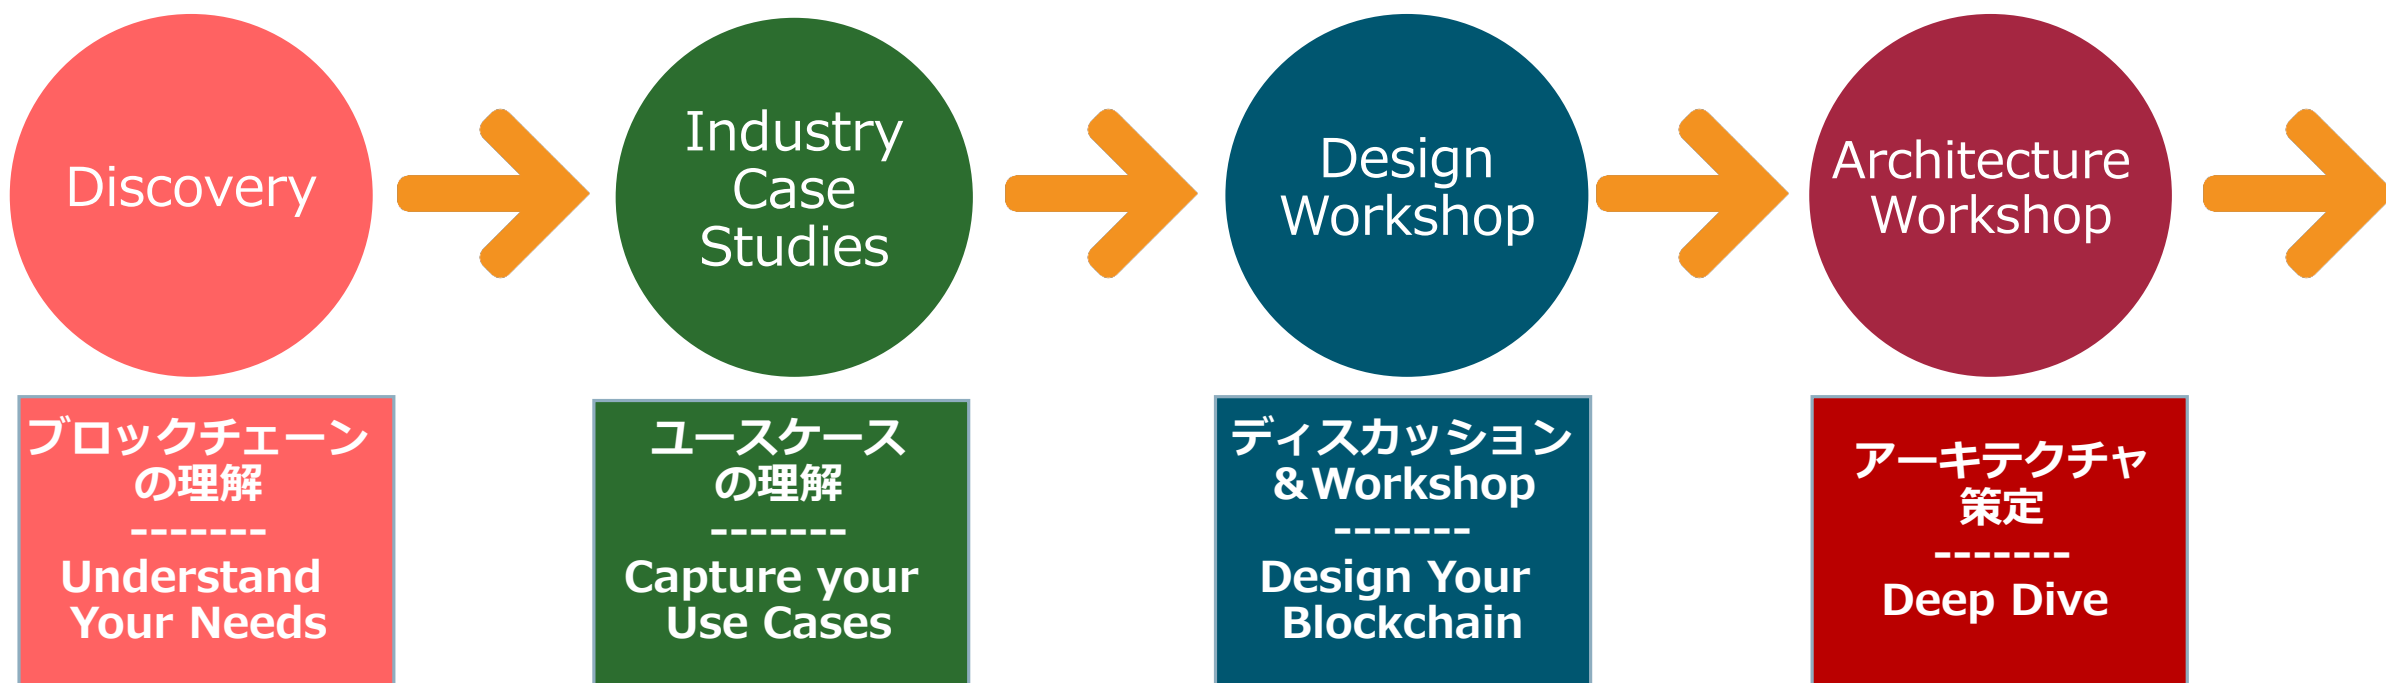 Discovery
Industry
Case
Studies
Design
Workshop
Architecture
Workshop
ブロックチェーン
の理解
-------
Understand
Your Needs
ユースケース
の理解
-------
Capture your
Use Cases
ディスカッション
＆Workshop
-------
Design Your
Blockchain
アーキテクチャ
策定
-------
Deep Dive